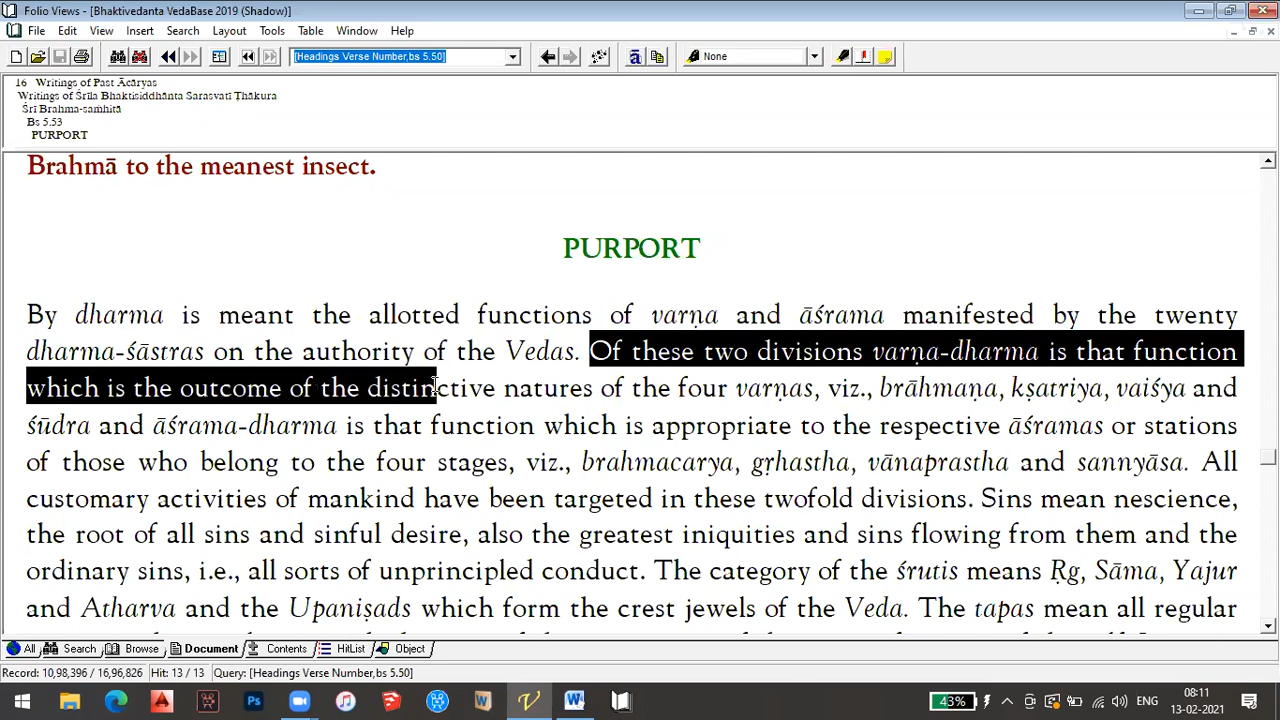 Folio Views - [Bhaktivedanta VedaBase 2019 (Shadow)]
File Edit View Insert Search Layout Tools Table Window Help
[Headings Verse Number,bs 5.50] None
16 Writings of Past Ācāryas
Writings of Śrīla Bhaktisiddhānta Sarasvatī Ṭhākura
Śrī Brahma-saṁhitā
Bs 5.53
PURPORT
Brahmā to the meanest insect.
PURPORT
By dharma is meant the allotted functions of varṇa and āśrama manifested by the twenty
dharma-śāstras on the authority of the Vedas. Of these two divisions varṇa-dharma is that function
which is the outcome of the distinctive natures of the four varṇas, viz., brāhmaṇa, kṣatriya, vaiśya and
śūdra and āśrama-dharma is that function which is appropriate to the respective āśramas or stations
of those who belong to the four stages, viz., brahmacarya, gṛhastha, vānaprastha and sannyāsa. All
customary activities of mankind have been targeted in these twofold divisions. Sins mean nescience,
the root of all sins and sinful desire, also the greatest iniquities and sins flowing from them and the
ordinary sins, i.e., all sorts of unprincipled conduct. The category of the śrutis means Ṛg, Sāma, Yajur
and Atharva and the Upaniṣads which form the crest jewels of the Veda. The tapas mean all regular
All Search Browse Document Contents HitList Object
Record: 10,98,396 / 16,96,826 Hit: 13 / 13 Query: [Headings Verse Number,bs 5.50]
43% ENG 08:11
13-02-2021